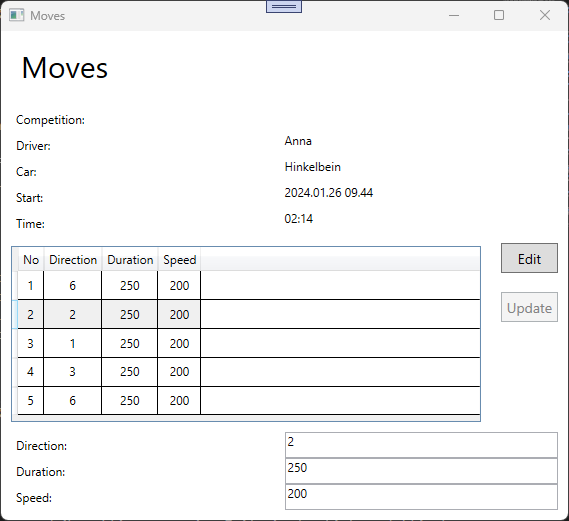 Moves
Moves
Competition:
Driver: Anna
Car: Hinkelbein
Start: 2024.01.26 09.44
Time: 02:14
No Direction Duration Speed
1 6 250 200
2 2 250 200
3 1 250 200
4 3 250 200
5 6 250 200
Edit
Update
Direction: 2
Duration: 250
Speed: 200